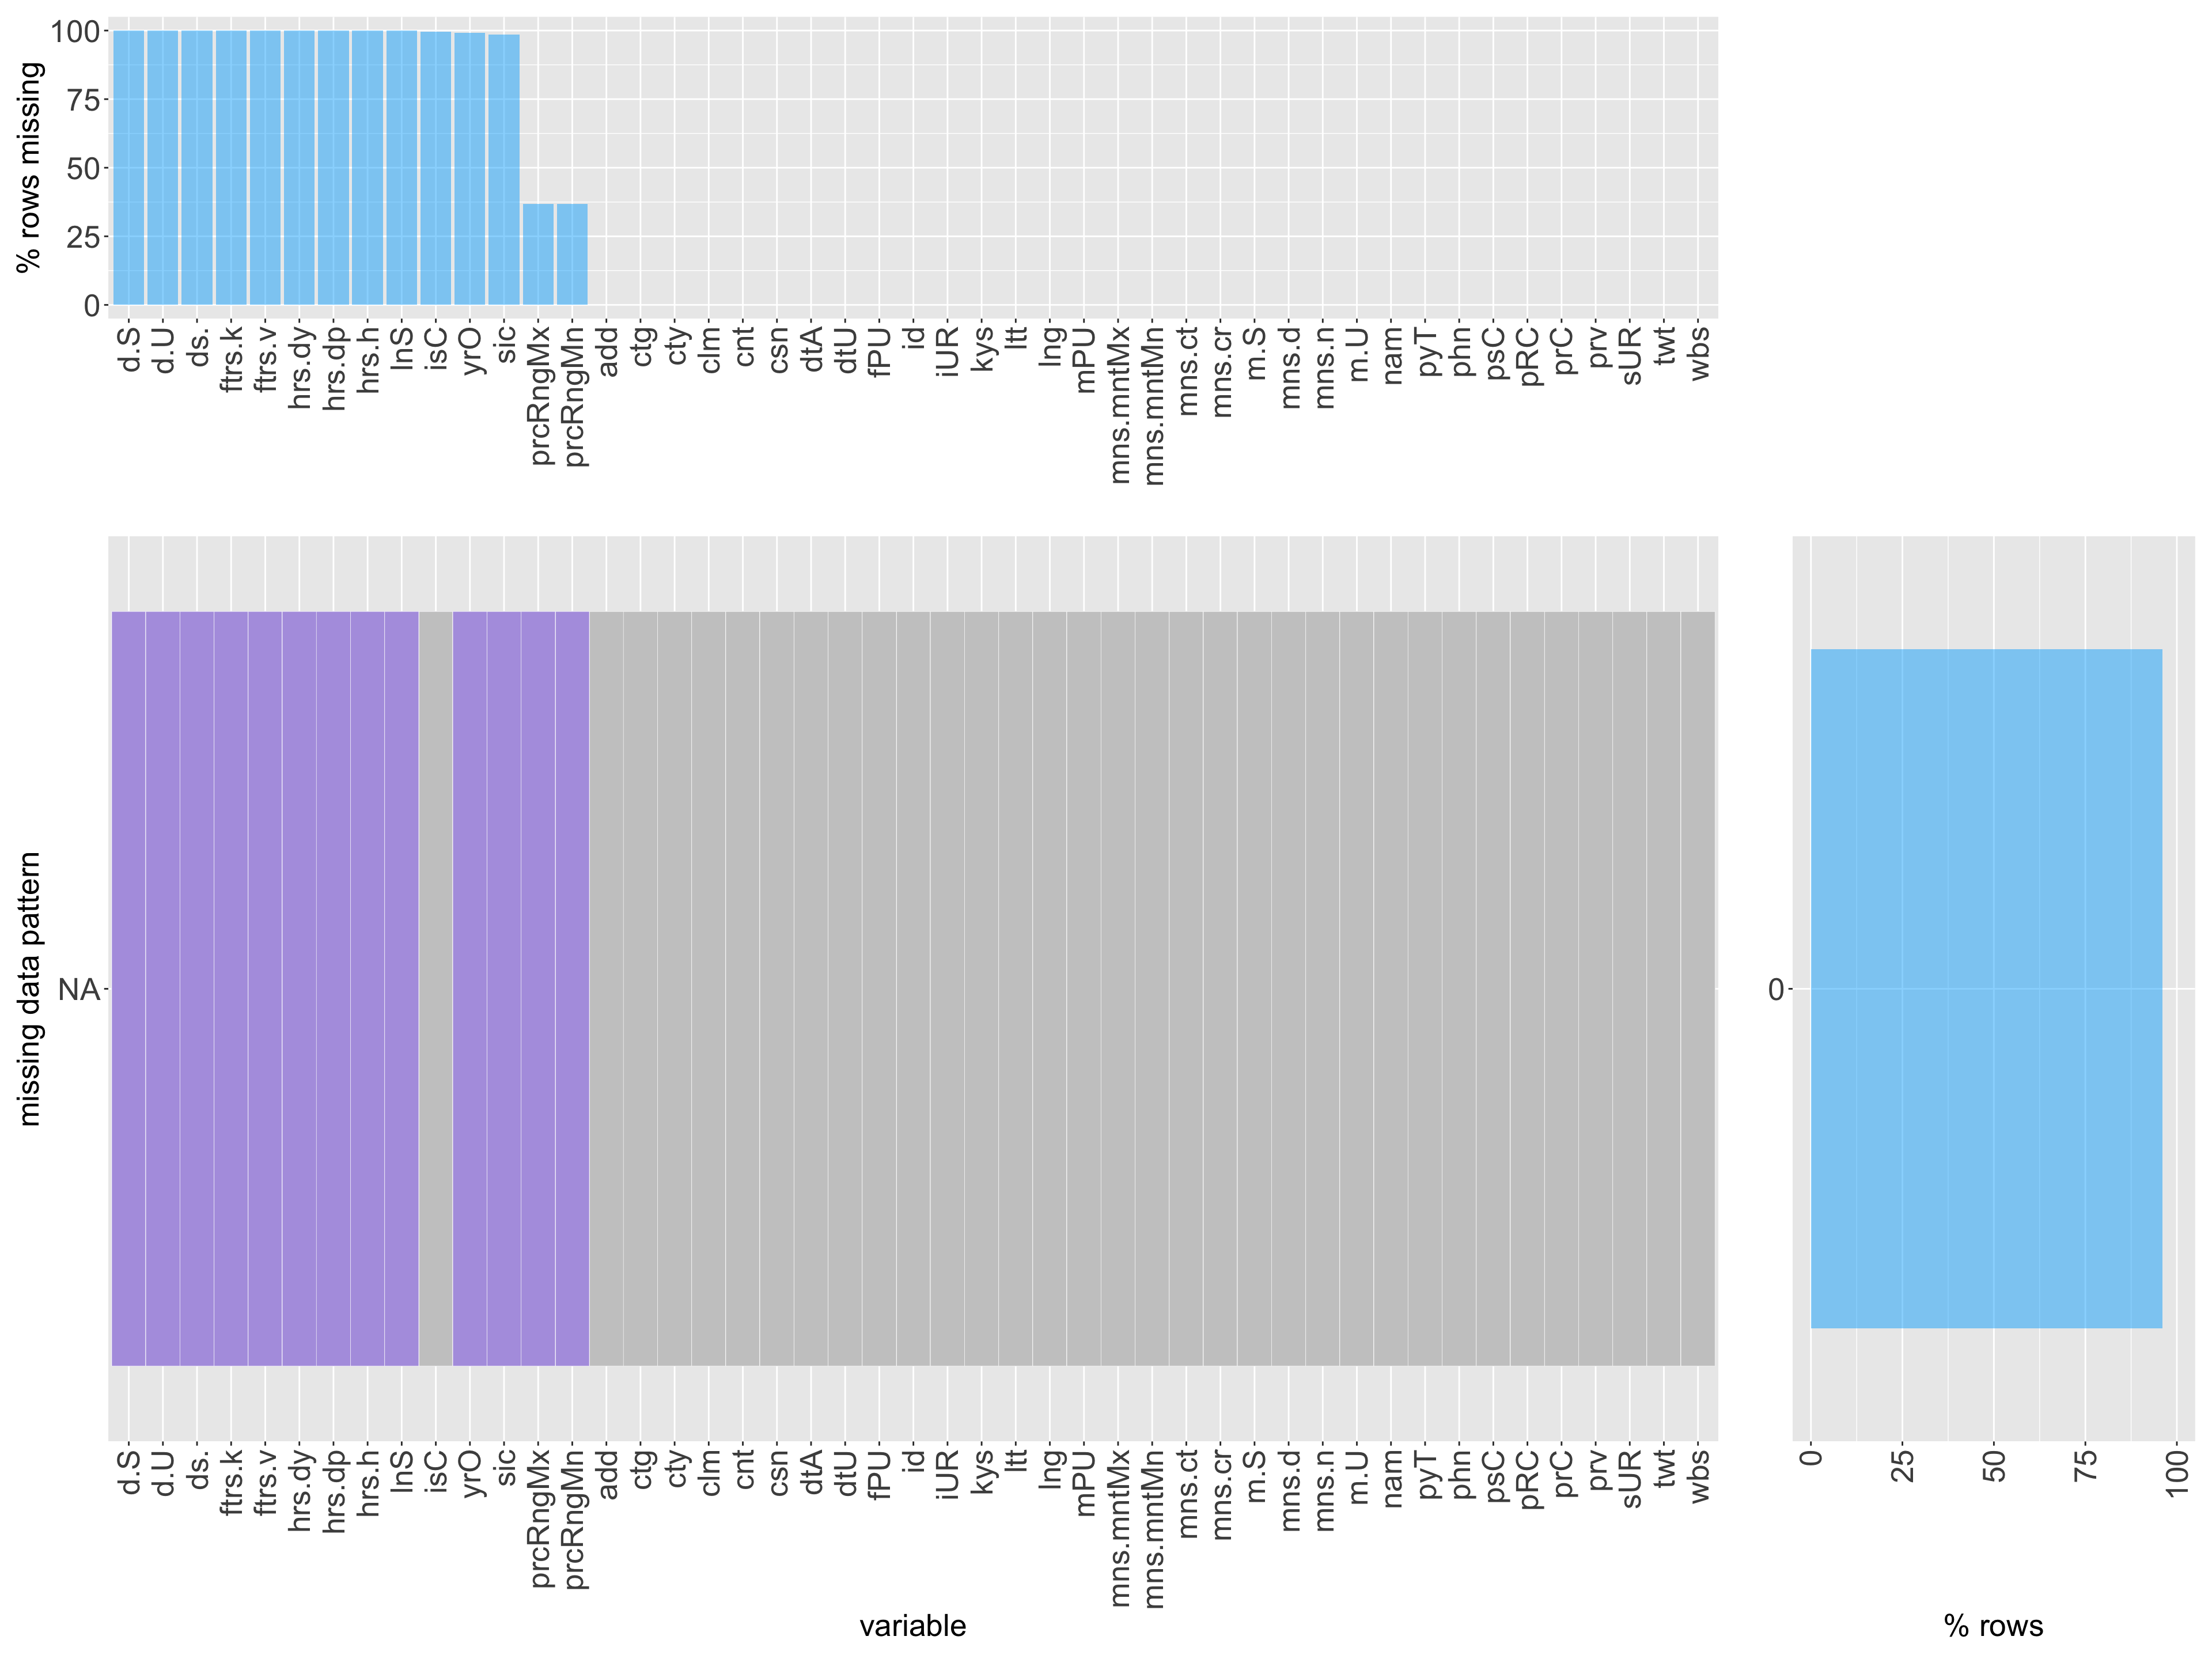 % rows missing
100
75
50
25
0
d.S d.U ds. ftrs.k ftrs.v hrs.dy hrs.dp hrs.h lnS isC yrO sic prcRngMx prcRngMn add ctg cty clm cnt csn dtA dtU fPU id iUR kys ltt lng mPU mns.mntMx mns.mntMn mns.ct mns.cr m.S mns.d mns.n m.U nam pyT phn psC pRC prC prv sUR twt wbs
missing data pattern
NA
d.S d.U ds. ftrs.k ftrs.v hrs.dy hrs.dp hrs.h lnS isC yrO sic prcRngMx prcRngMn add ctg cty clm cnt csn dtA dtU fPU id iUR kys ltt lng mPU mns.mntMx mns.mntMn mns.ct mns.cr m.S mns.d mns.n m.U nam pyT phn psC pRC prC prv sUR twt wbs
variable
0
0 25 50 75 100
% rows